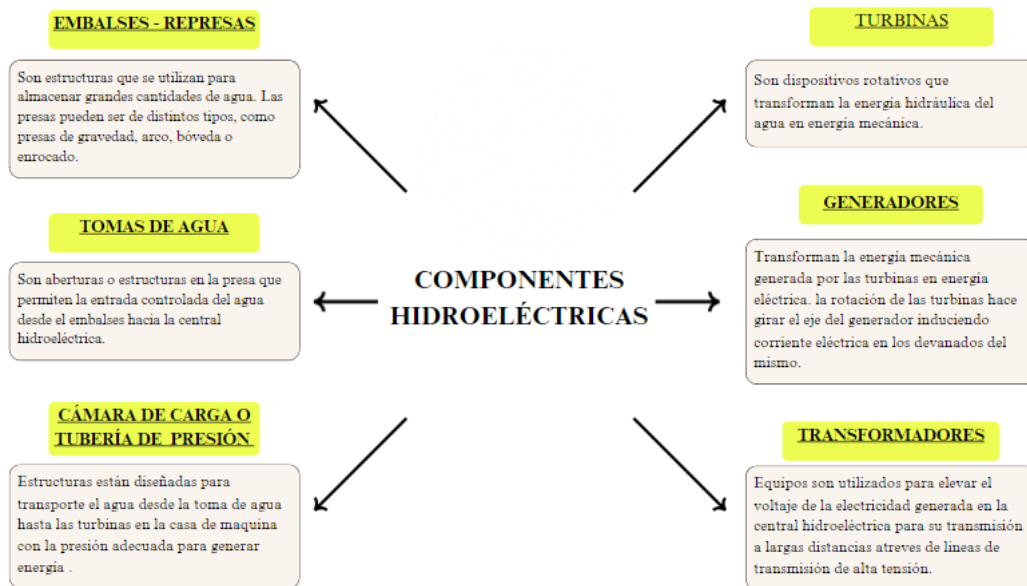 EMBALSES - REPRESAS
Son estructuras que se utilizan para
almacenar grandes cantidades de agua. Las
presas pueden ser de distintos tipos, como
presas de gravedad, arco, bóveda o
enrocado.
TOMAS DE AGUA
Son aberturas o estructuras en la presa que
permiten la entrada controlada del agua
desde el embalses hacia la central
hidroeléctrica.
CÁMARA DE CARGA O
TUBERÍA DE PRESIÓN
Estructuras están diseñadas para
transporte el agua desde la toma de agua
hasta las turbinas en la casa de maquina
con la presión adecuada para generar
energía .
COMPONENTES
HIDROELÉCTRICAS
TURBINAS
Son dispositivos rotativos que
transforman la energía hidráulica del
agua en energía mecánica.
GENERADORES
Transforman la energía mecánica
generada por las turbinas en energía
eléctrica. la rotación de las turbinas hace
girar el eje del generador induciendo
corriente eléctrica en los devanados del
mismo.
TRANSFORMADORES
Equipos son utilizados para elevar el
voltaje de la electricidad generada en la
central hidroeléctrica para su transmisión
a largas distancias atreves de lineas de
transmisión de alta tensión.